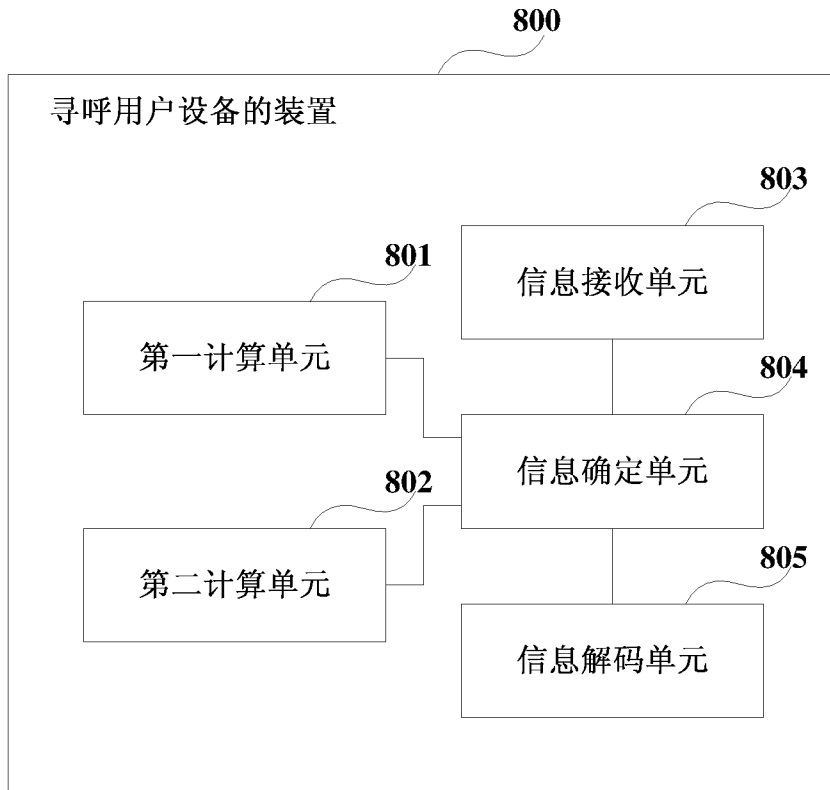 800
寻呼用户设备的装置
803
信息接收单元
801
第一计算单元
804
信息确定单元
802
第二计算单元
805
信息解码单元